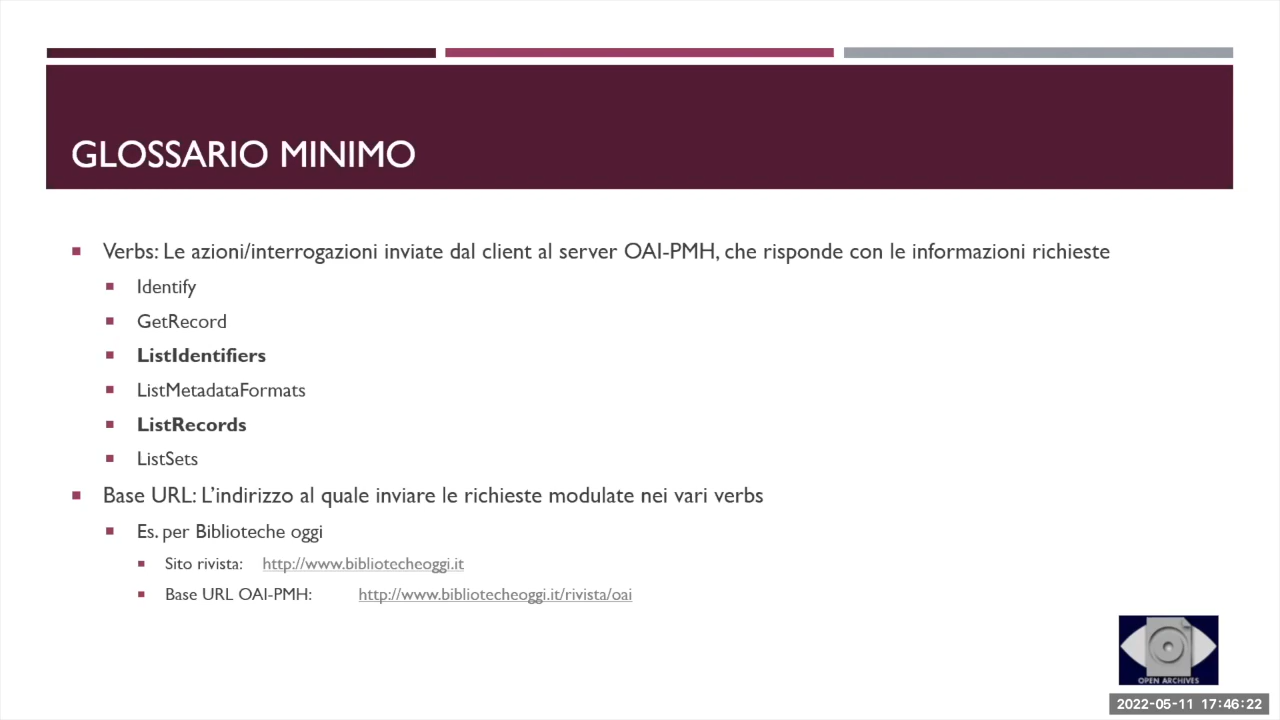 GLOSSARIO MINIMO
Verbs: Le azioni/interrogazioni inviate dal client al server OAI-PMH, che risponde con le informazioni richieste
Identify
GetRecord
ListIdentifiers
ListMetadataFormats
ListRecords
ListSets
Base URL: L’indirizzo al quale inviare le richieste modulate nei vari verbs
Es. per Biblioteche oggi
Sito rivista: http://www.bibliotecheoggi.it
Base URL OAI-PMH: http://www.bibliotecheoggi.it/rivista/oai
OPEN ARCHIVES
2022-05-11 17:46:22